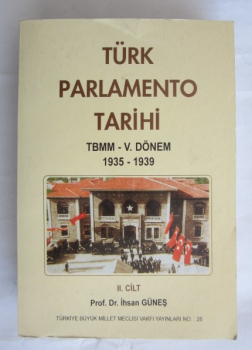 TÜRK
PARLAMENTO
TARİHİ
TBMM - V. DÖNEM
1935 - 1939
II. CİLT
Prof. Dr. İhsan GÜNEŞ
TÜRKİYE BÜYÜK MİLLET MECLİSİ VAKFI YAYINLARI NO : 26